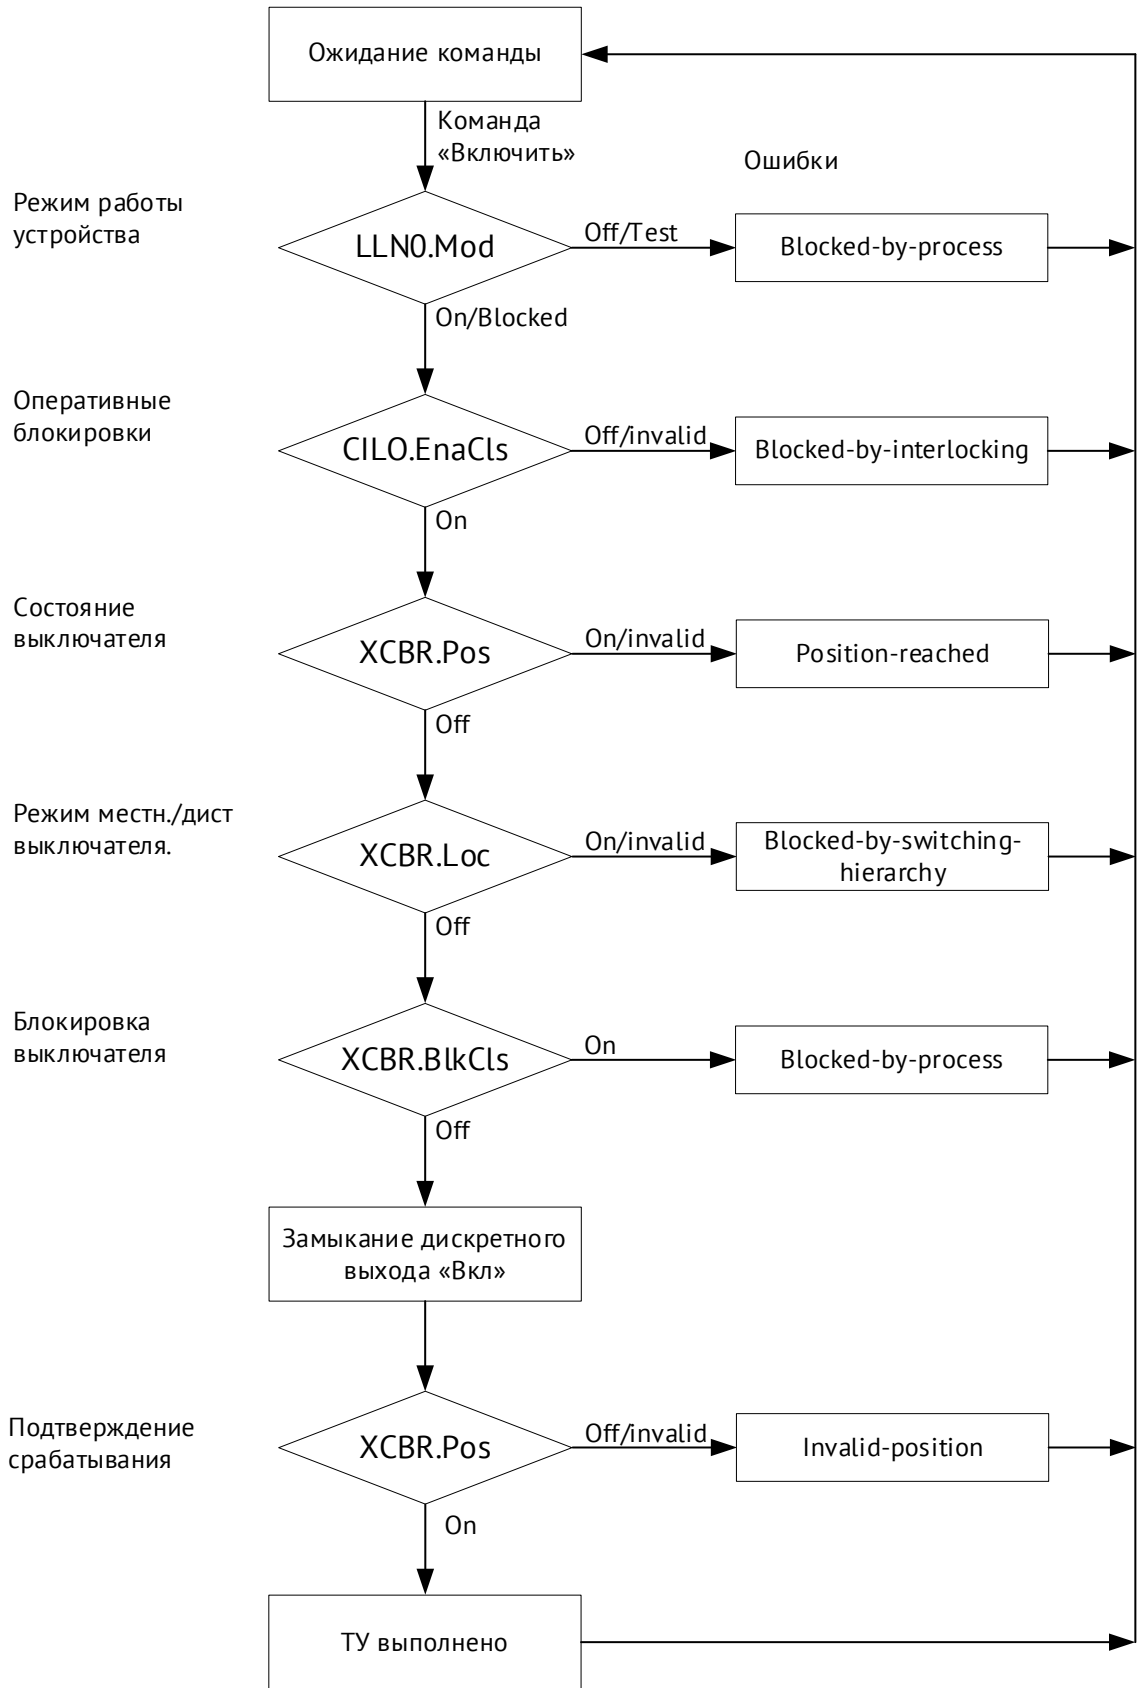 Ожидание команды
Команда
«Включить»
Ошибки
Режим работы
устройства
LLN0.Mod
Off/Test
Blocked-by-process
On/Blocked
Оперативные
блокировки
CILO.EnaCls
Off/invalid
Blocked-by-interlocking
On
Состояние
выключателя
XCBR.Pos
On/invalid
Position-reached
Off
Режим местн./дист
выключателя.
XCBR.Loc
On/invalid
Blocked-by-switching-
hierarchy
Off
Блокировка
выключателя
XCBR.BlkCls
On
Blocked-by-process
Off
Замыкание дискретного
выхода «Вкл»
Подтверждение
срабатывания
XCBR.Pos
Off/invalid
Invalid-position
On
ТУ выполнено